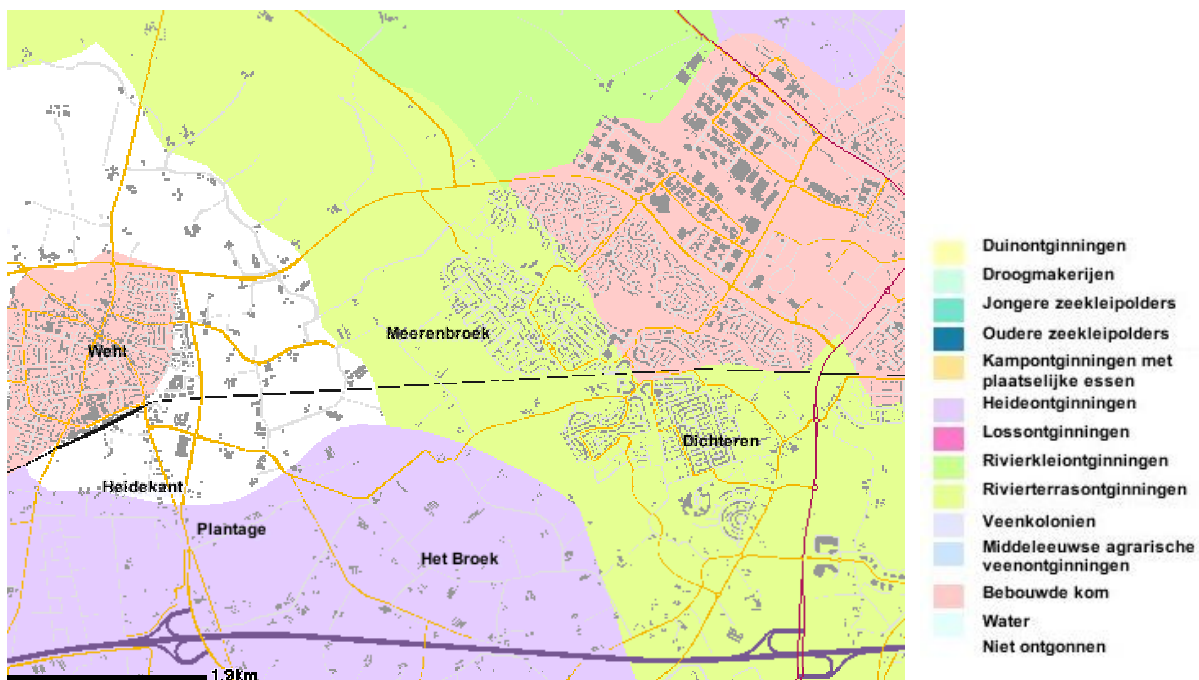 Meerenbroek
Wehl
Dichteren
Heidekant
Plantage
Het Broek
Duinontginningen
Droogmakerijen
Jongere zeekleipolders
Oudere zeekleipolders
Kampontginningen met
plaatselijke essen
Heideontginningen
Lossontginningen
Rivierkleiontginningen
Rivierterrasontginningen
Veenkolonien
Middeleeuwse agrarische
veenontginningen
Bebouwde kom
Water
Niet ontgonnen